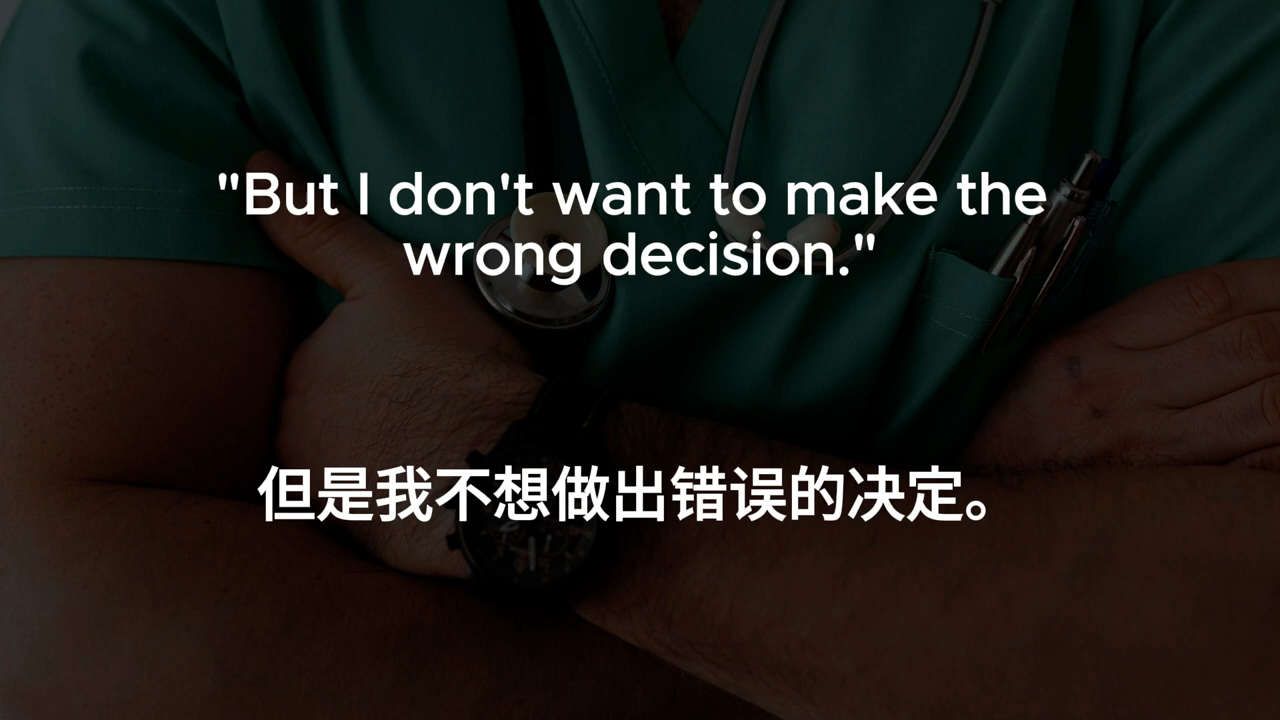 "But I don't want to make the
wrong decision."
但是我不想做出错误的决定。